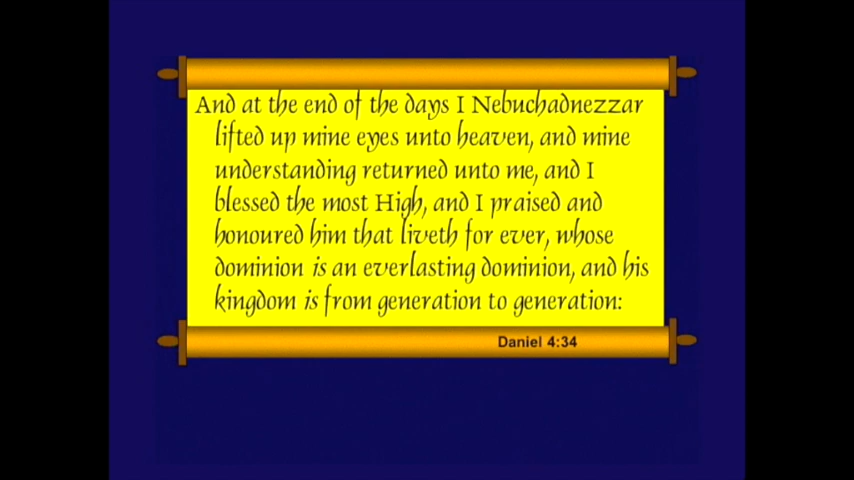 And at the end of the days I Nebuchadnezzar
lifted up mine eyes unto heaven, and mine
understanding returned unto me, and I
blessed the most High, and I praised and
honoured him that liveth for ever, whose
dominion is an everlasting dominion, and his
kingdom is from generation to generation:
Daniel 4:34